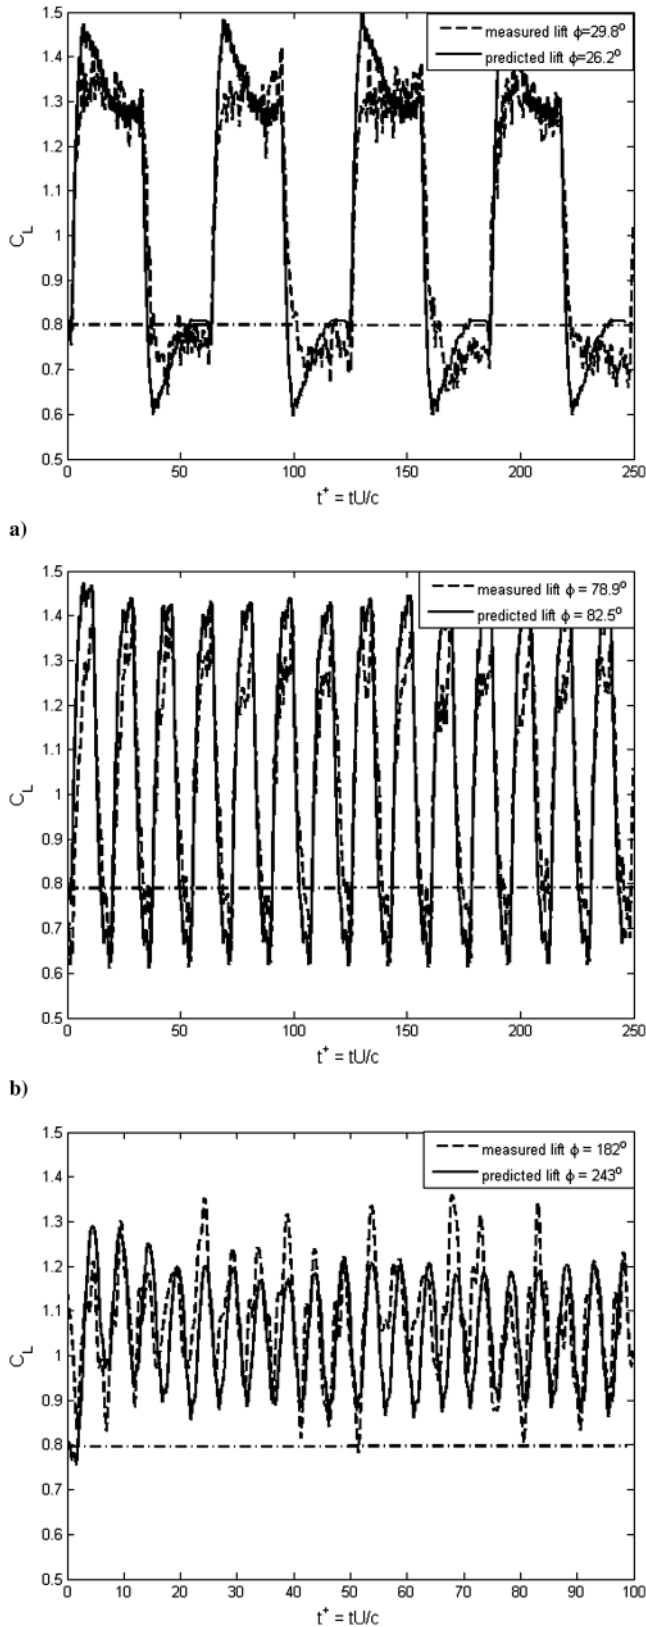 1.5
measured lift ϕ=29.8°
1.4
predicted lift ϕ=26.2°
1.3
1.2
1.1
1
C_L
0.9
0.8
0.7
0.6
0.5
0 50 100 150 200 250
t⁺ = tU/c
a)
1.5
measured lift ϕ = 78.9°
1.4
predicted lift ϕ = 82.5°
1.3
1.2
1.1
1
C_L
0.9
0.8
0.7
0.6
0.5
0 50 100 150 200 250
t⁺ = tU/c
b)
1.5
measured lift ϕ = 182°
1.4
predicted lift ϕ = 243°
1.3
1.2
1.1
1
C_L
0.9
0.8
0.7
0.6
0.5
0 10 20 30 40 50 60 70 80 90 100
t⁺ = tU/c